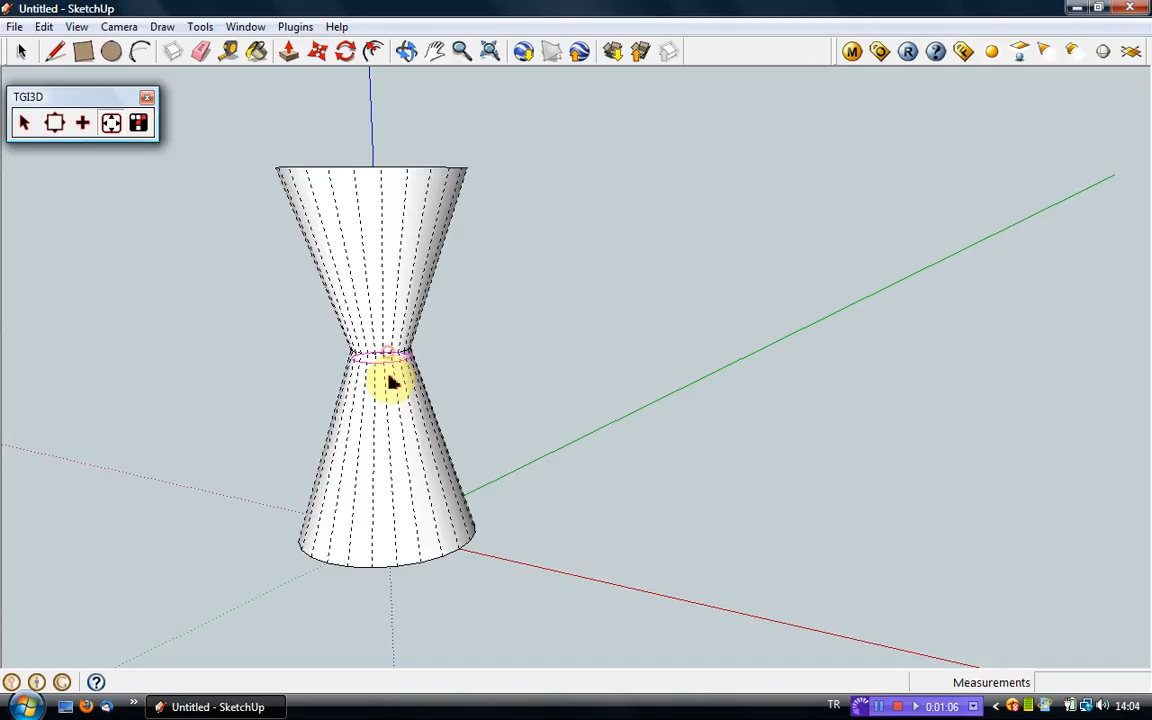 Untitled - SketchUp
File Edit View Camera Draw Tools Window Plugins Help
M R ?
TGI3D
Measurements
?
Untitled - SketchUp
TR
0:01:06
14:04